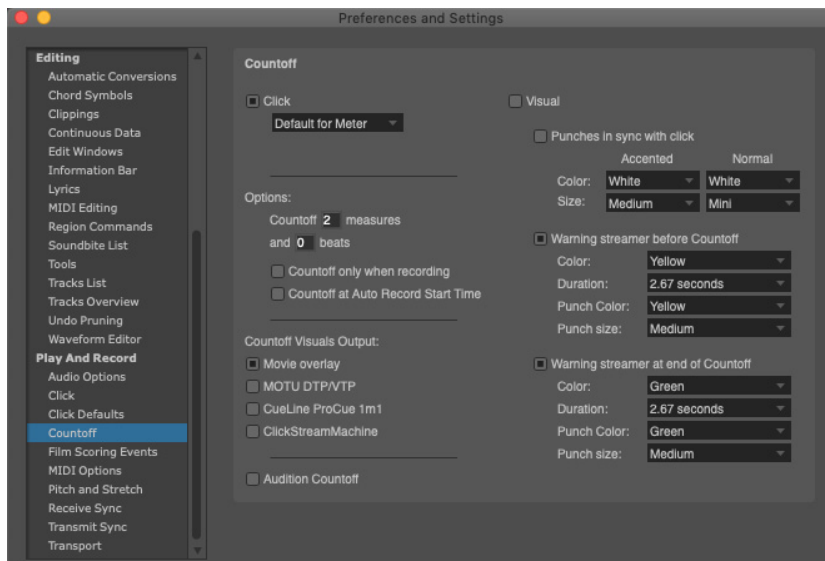 Preferences and Settings
Editing
Automatic Conversions
Chord Symbols
Clippings
Continuous Data
Edit Windows
Information Bar
Lyrics
MIDI Editing
Region Commands
Soundbite List
Tools
Tracks List
Tracks Overview
Undo Pruning
Waveform Editor
Play And Record
Audio Options
Click
Click Defaults
Countoff
Film Scoring Events
MIDI Options
Pitch and Stretch
Receive Sync
Transmit Sync
Transport
Countoff
Click
Default for Meter
Options:
Countoff 2 measures
and 0 beats
Countoff only when recording
Countoff at Auto Record Start Time
Countoff Visuals Output:
Movie overlay
MOTU DTP/VTP
CueLine ProCue 1m1
ClickStreamMachine
Audition Countoff
Visual
Punches in sync with click
Accented Normal
Color: White White
Size: Medium Mini
Warning streamer before Countoff
Color: Yellow
Duration: 2.67 seconds
Punch Color: Yellow
Punch size: Medium
Warning streamer at end of Countoff
Color: Green
Duration: 2.67 seconds
Punch Color: Green
Punch size: Medium